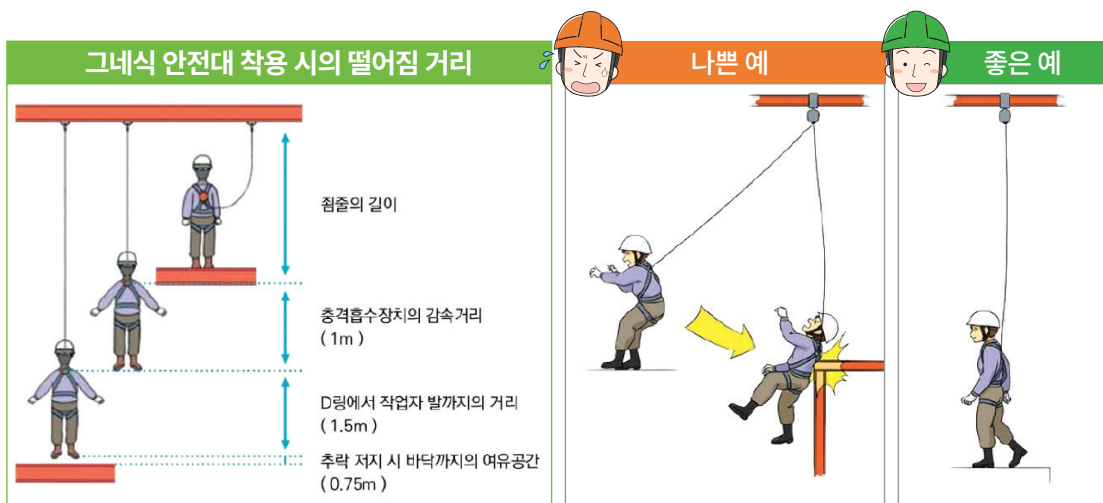 그네식 안전대 착용 시의 떨어짐 거리
죔줄의 길이
충격흡수장치의 감속거리
( 1m )
D링에서 작업자 발까지의 거리
( 1.5m )
추락 저지 시 바닥까지의 여유공간
( 0.75m )
나쁜 예
좋은 예